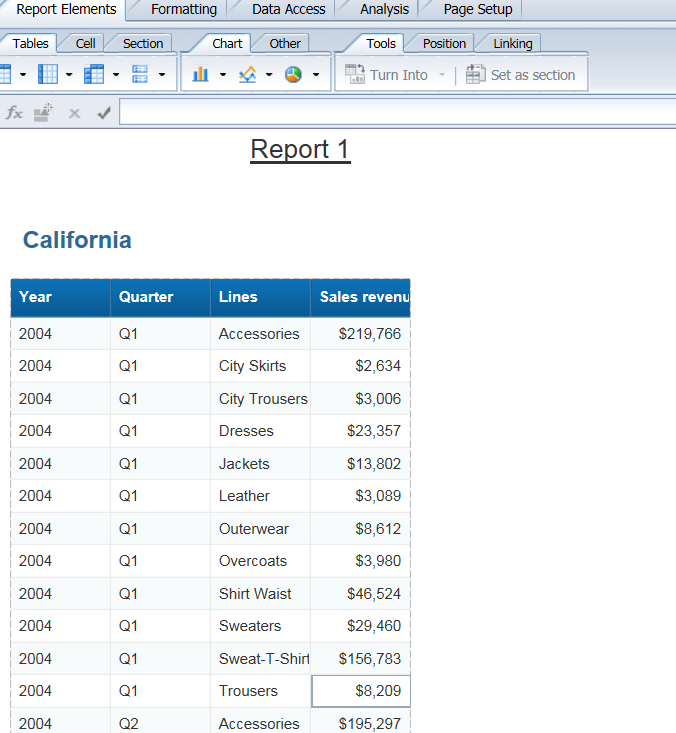 Report Elements Formatting Data Access Analysis Page Setup
Tables Cell Section Chart Other Tools Position Linking
Turn Into Set as section
fx
Report 1
California
Year Quarter Lines Sales revenu
2004 Q1 Accessories $219,766
2004 Q1 City Skirts $2,634
2004 Q1 City Trousers $3,006
2004 Q1 Dresses $23,357
2004 Q1 Jackets $13,802
2004 Q1 Leather $3,089
2004 Q1 Outerwear $8,612
2004 Q1 Overcoats $3,980
2004 Q1 Shirt Waist $46,524
2004 Q1 Sweaters $29,460
2004 Q1 Sweat-T-Shirt $156,783
2004 Q1 Trousers $8,209
2004 Q2 Accessories $195,297